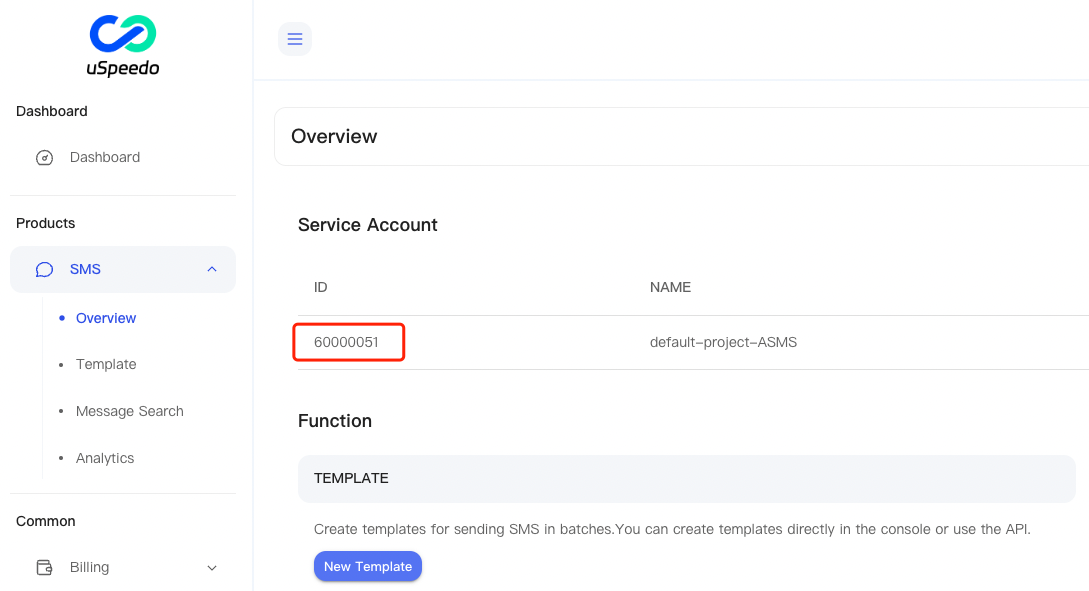 uSpeedo
Dashboard
Dashboard
Products
SMS
Overview
Template
Message Search
Analytics
Common
Billing
Overview
Service Account
ID NAME
60000051 default-project-ASMS
Function
TEMPLATE
Create templates for sending SMS in batches.You can create templates directly in the console or use the API.
New Template